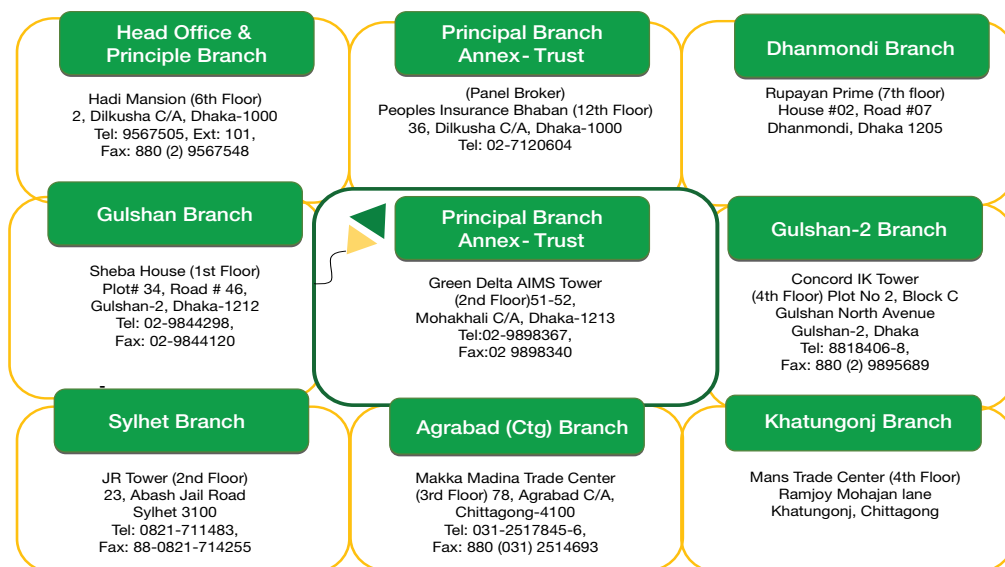 Head Office &
Principle Branch
Hadi Mansion (6th Floor)
2, Dilkusha C/A, Dhaka-1000
Tel: 9567505, Ext: 101,
Fax: 880 (2) 9567548
Principal Branch
Annex- Trust
(Panel Broker)
Peoples Insurance Bhaban (12th Floor)
36, Dilkusha C/A, Dhaka-1000
Tel: 02-7120604
Dhanmondi Branch
Rupayan Prime (7th floor)
House #02, Road #07
Dhanmondi, Dhaka 1205
Gulshan Branch
Sheba House (1st Floor)
Plot# 34, Road # 46,
Gulshan-2, Dhaka-1212
Tel: 02-9844298,
Fax: 02-9844120
Principal Branch
Annex- Trust
Green Delta AIMS Tower
(2nd Floor)51-52,
Mohakhali C/A, Dhaka-1213
Tel:02-9898367,
Fax:02 9898340
Gulshan-2 Branch
Concord IK Tower
(4th Floor) Plot No 2, Block C
Gulshan North Avenue
Gulshan-2, Dhaka
Tel: 8818406-8,
Fax: 880 (2) 9895689
Sylhet Branch
JR Tower (2nd Floor)
23, Abash Jail Road
Sylhet 3100
Tel: 0821-711483,
Fax: 88-0821-714255
Agrabad (Ctg) Branch
Makka Madina Trade Center
(3rd Floor) 78, Agrabad C/A,
Chittagong-4100
Tel: 031-2517845-6,
Fax: 880 (031) 2514693
Khatungonj Branch
Mans Trade Center (4th Floor)
Ramjoy Mohajan lane
Khatungonj, Chittagong